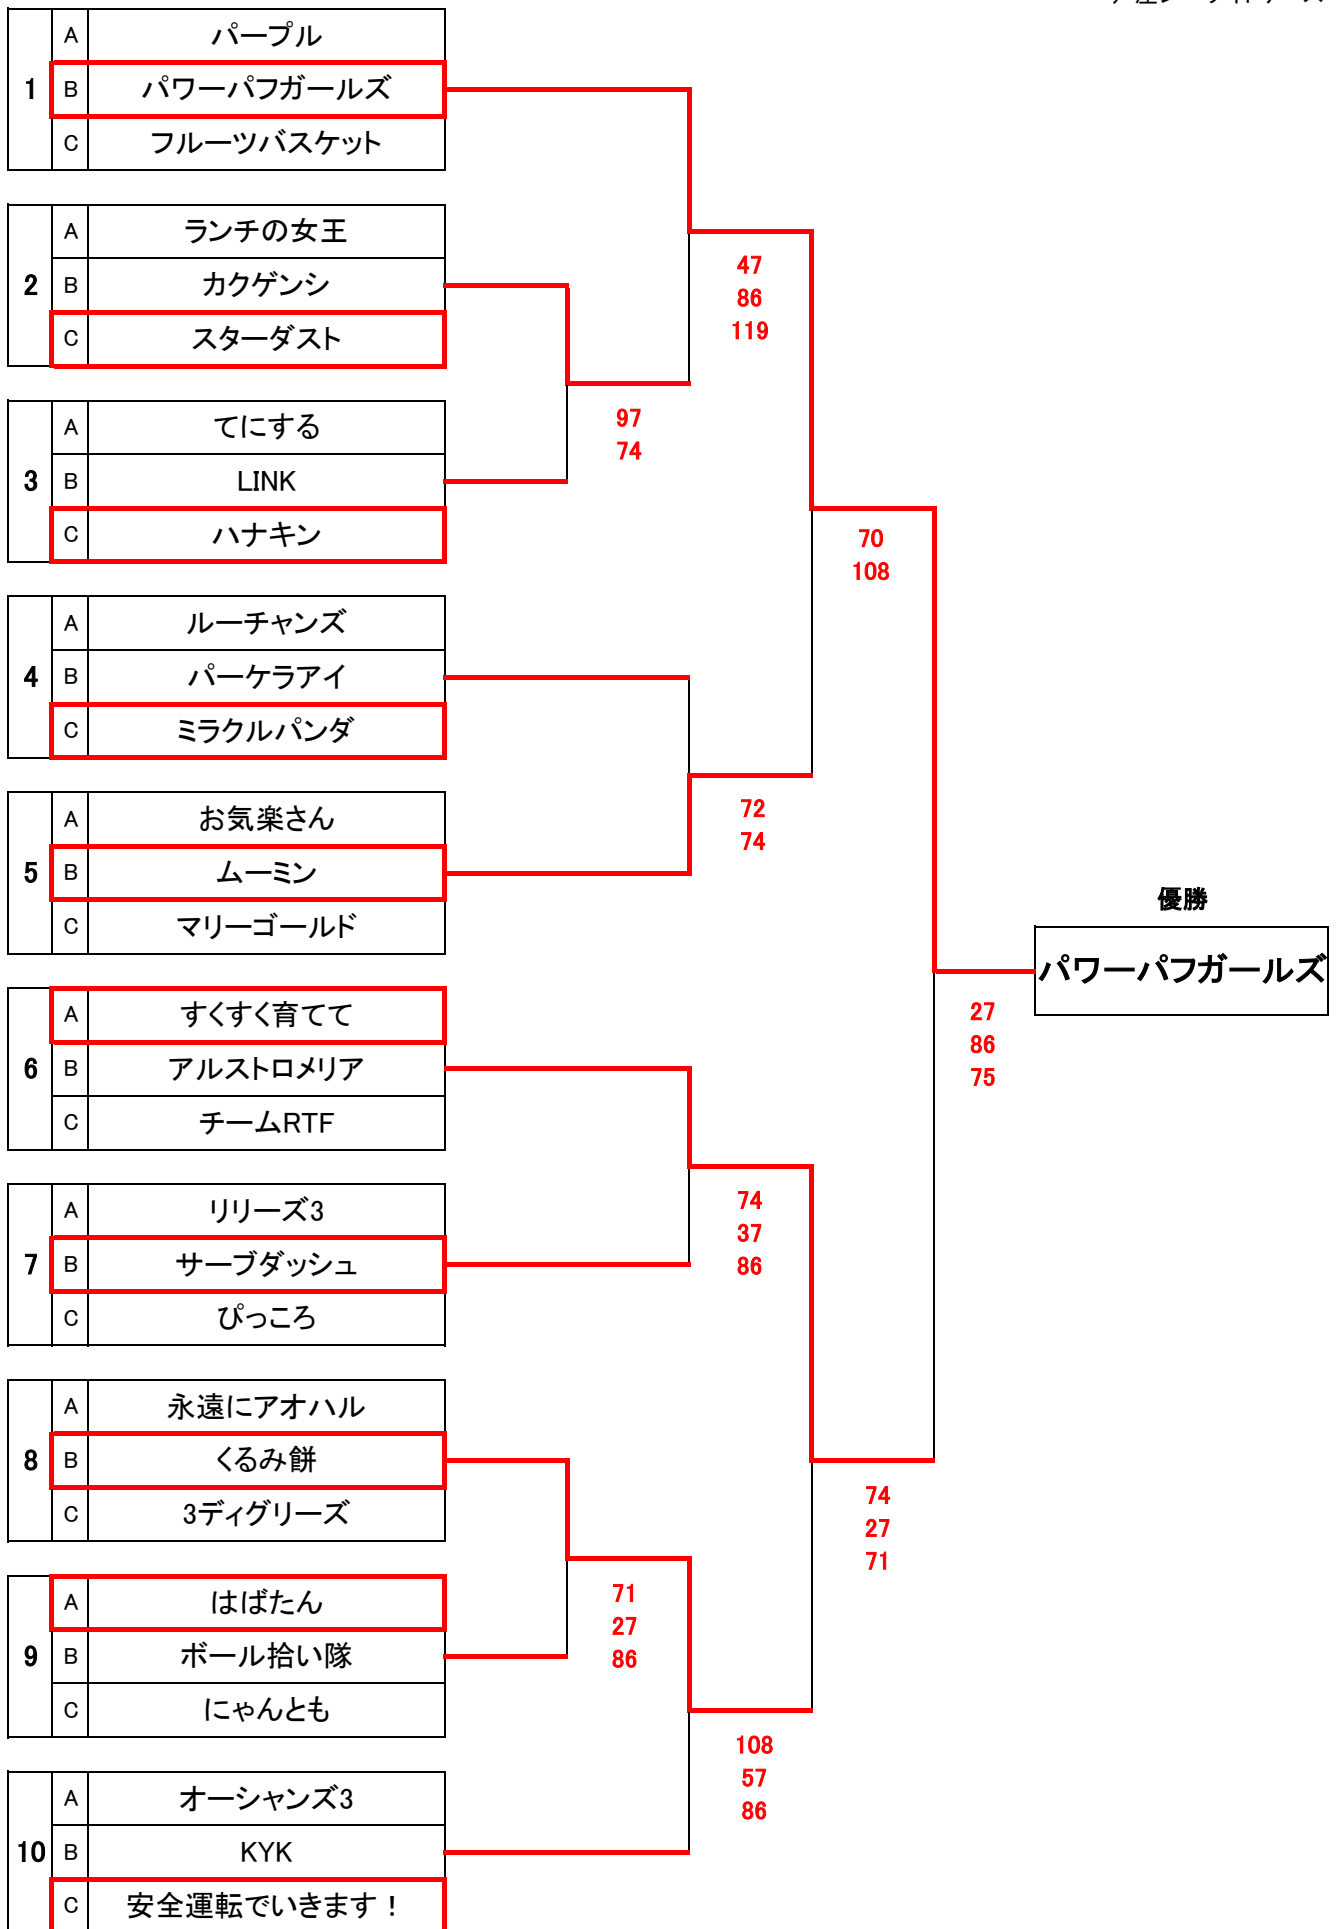 1
A パープル
B パワーパフガールズ
C フルーツバスケット
2
A ランチの女王
B カクゲンシ
C スターダスト
3
A てにする
B LINK
C ハナキン
4
A ルーチャンズ
B パーケラアイ
C ミラクルパンダ
5
A お気楽さん
B ムーミン
C マリーゴールド
6
A すくすく育てて
B アルストロメリア
C チームRTF
7
A リリーズ3
B サーブダッシュ
C ぴっころ
8
A 永遠にアオハル
B くるみ餅
C 3ディグリーズ
9
A はばたん
B ボール拾い隊
C にゃんとも
10
A オーシャンズ3
B KYK
C 安全運転でいきます！
97
74
71
27
86
47
86
119
72
74
74
37
86
108
57
86
70
108
74
27
71
27
86
75
優勝
パワーパフガールズ